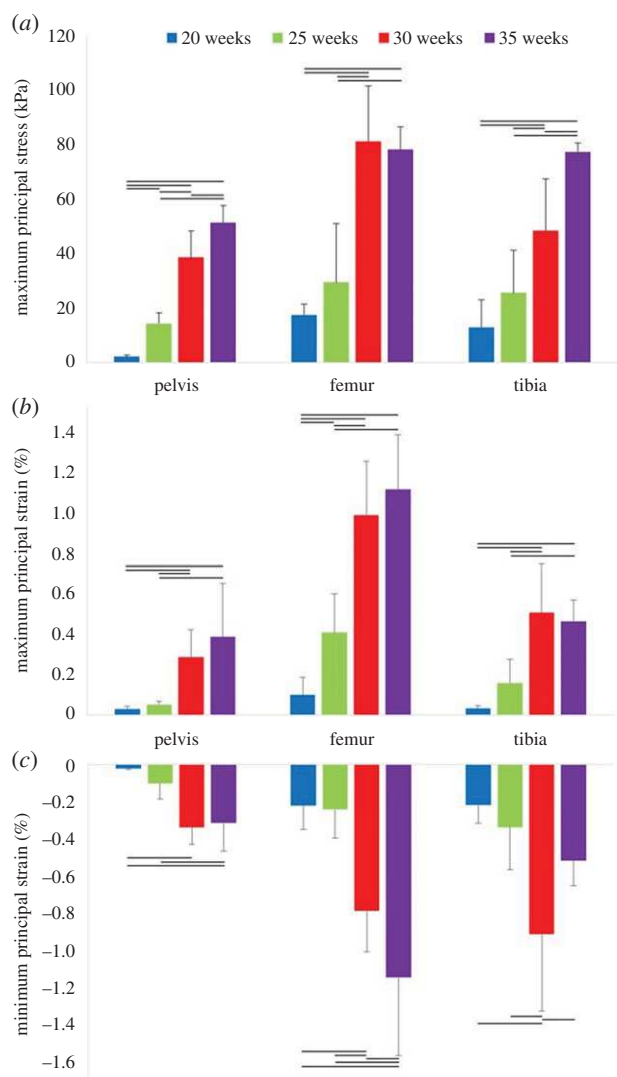 (a)
120
100
80
60
40
20
0
maximum principal stress (kPa)
20 weeks 25 weeks 30 weeks 35 weeks
pelvis femur tibia
(b)
1.4
1.2
1.0
0.8
0.6
0.4
0.2
0
maximum principal strain (%)
pelvis femur tibia
(c)
0
–0.2
–0.4
–0.6
–0.8
–1.0
–1.2
–1.4
–1.6
minimum principal strain (%)